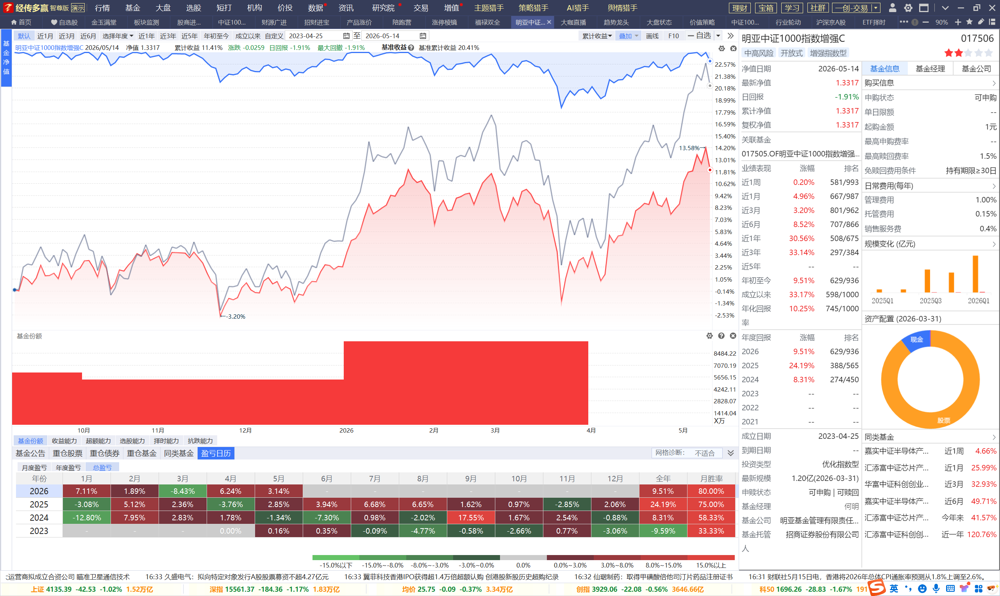 经传多赢 智尊版 演示 行情 基金 大盘 选股 短打 机构 价投 数据 资讯 研究院 交易 增值 主题猎手 策略猎手 AI猎手 舆情猎手 理财 宝箱 学习 社群 一创-交易
首页 自选股 金玉满堂 板块监测 股商进... 中证100... 财源广进 招财进宝 产品涨价 陪跑营 涨停棱镜 福禄双全 明亚中证... 大咖直播 趋势龙头 大盘状态 价值策略 中证100... 行业轮动 沪深京A股 ETF择时 90%
基金净值
默认 近1月 近3月 近6月 选择年度 近1年 近3年 近5年 年初至今 成立以来 自定义 2023-04-25 至 2026-05-14 累计收益 叠加 画线 F10 自选
明亚中证1000指数增强C 2026/05/14 净值 1.3317 累计收益 11.41% 涨跌 -0.0259 日回报 -1.91% 最大回撤 -1.91% 基准收益 基准累计收益 20.41%
22.57%
21.38%
20.18%
18.99%
17.79%
16.59%
15.40%
14.20%
13.01%
11.81%
10.62%
9.42%
8.23%
7.03%
5.83%
4.64%
3.44%
2.25%
1.05%
-0.14%
-1.34%
-2.53%
13.58%
-3.20%
基金份额
8484.22
7070.19
5656.15
4242.11
2828.07
1414.04
X万
10月 11月 12月 2026 2月 3月 4月 5月
基金份额 收益能力 超额能力 选股能力 择时能力 抗跌能力
基金公告 重仓股票 重仓债券 重仓基金 同类基金 盈亏日历 网格诊断: 不适合
月度盈亏 年度盈亏 总盈亏
年份 1月 2月 3月 4月 5月 6月 7月 8月 9月 10月 11月 12月 全年 月胜率
2026 7.11% 1.89% -8.43% 6.24% 3.14% - - - - - - - 9.51% 80.00%
2025 -3.08% 5.12% 2.36% -3.76% 2.85% 3.94% 6.68% 6.65% 1.62% 0.97% -2.85% 2.06% 24.19% 75.00%
2024 -12.80% 7.95% 2.83% 1.78% -1.34% -7.30% 0.98% -2.02% 17.55% 1.67% 2.54% -0.88% 8.31% 58.33%
2023 - - - 0.00% 0.16% 0.35% -0.09% -4.77% -0.58% -2.66% 0.77% -3.06% -9.59% 33.33%
-15.0%以下 -15.0%~-8.0% -8.0%~-3.0% -3.0%~0.0% 0.0% 0.0%~3.0% 3.0%~8.0% 8.0%~15.0% 15.0%以上
明亚中证1000指数增强C 017506
中高风险 开放式 增强指数型
净值日期 2026-05-14
最新净值 1.3317
日回报 -1.91%
累计净值 1.3317
复权净值 1.3317
关联基金
017505.OF明亚中证1000指数增强...
业绩表现 涨幅 排名
近1周 0.20% 581/993
近1月 4.96% 667/987
近3月 3.20% 801/962
近6月 8.52% 707/866
近1年 30.56% 508/675
近3年 33.14% 297/384
近5年 -- --
年初至今 9.51% 629/936
成立以来 33.17% 598/1000
年化回报率 10.25% 745/1000
年度回报 涨幅 排名
2026 9.51% 629/936
2025 24.19% 388/565
2024 8.31% 274/450
2023 -- --
2022 -- --
2021 -- --
成立日期 2023-04-25
到期日期 --
投资类型 优化指数型
最新规模 1.20亿(2026-03-31)
申赎状态 可申购 | 可赎回
基金经理 何明
基金公司 明亚基金管理有限责任...
基金托管人 招商证券股份有限公司
基金信息 基金经理 基金公司
购买信息
申购状态 可申购
单日限额 --
起购金额 1元
最高申购费率 --
最高赎回费率 1.5%
免赎回费用条件 持有期限≥30日
日常费用(每年)
管理费用 1.00%
托管费用 0.15%
销售服务费 0.4%
规模变化 (亿元)
2025Q1 2025Q3 2026Q1
资产配置 (2026-03-31)
现金
股票
同类基金
嘉实中证半导体产... 近1周 4.66%
汇添富中证芯片产... 近1月 25.99%
华富中证科创创业... 近3月 32.93%
嘉实中证半导体产... 近6月 49.71%
汇添富中证芯片产... 今年来 41.57%
汇添富中证科创创... 近一年 120.76%
运营商拟成立合资公司 瞄准卫星通信技术 16:33 久盛电气：拟向特定对象发行A股股票募资不超4.27亿元 16:33 翼菲科技香港IPO获得超1.4万倍超额认购 创港股新股历史超购纪录 16:32 仙琚制药：取得甲磺酸倍他司汀片药品注册证书 16:31 财联社5月15日电，香港将2026年总体CPI通胀率预测从1.8%上调至2.6%。
上证 4135.39 -42.53 -1.02% 1.52万亿 深指 15561.37 -184.36 -1.17% 1.83万亿 均价 25.75 -0.09 -0.37% 3.34万亿 创指 3929.06 -22.08 -0.56% 3646.66亿 科50 1696.26 -28.83 -1.67% 191 英